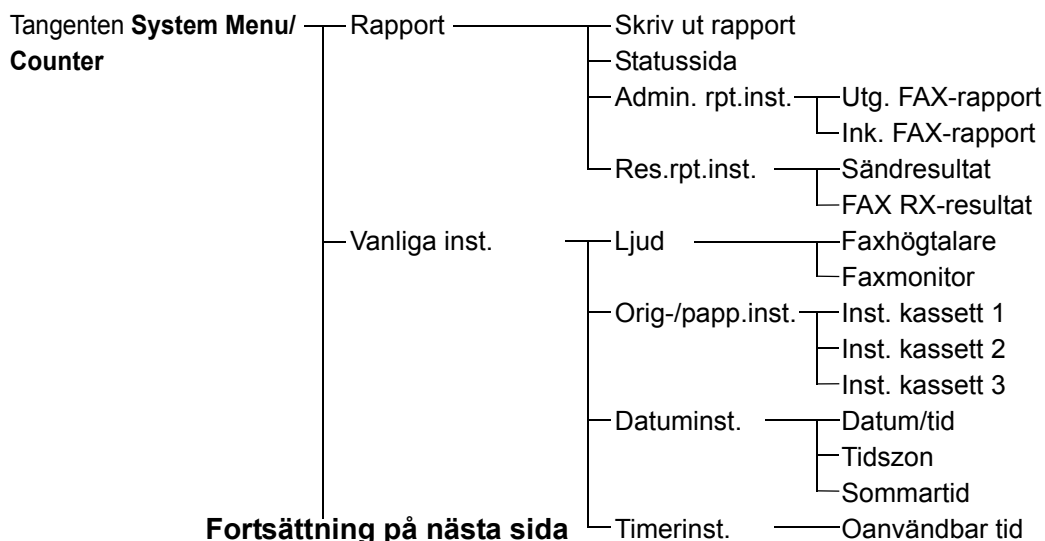 Tangenten System Menu/
Counter
Rapport
Skriv ut rapport
Statussida
Admin. rpt.inst.
Utg. FAX-rapport
Ink. FAX-rapport
Res.rpt.inst.
Sändresultat
FAX RX-resultat
Vanliga inst.
Ljud
Faxhögtalare
Faxmonitor
Orig-/papp.inst.
Inst. kassett 1
Inst. kassett 2
Inst. kassett 3
Datuminst.
Datum/tid
Tidszon
Sommartid
Timerinst.
Oanvändbar tid
Fortsättning på nästa sida